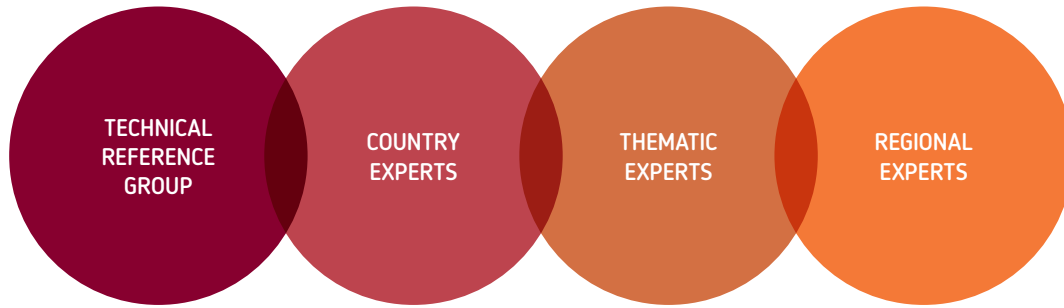 TECHNICAL
REFERENCE
GROUP
COUNTRY
EXPERTS
THEMATIC
EXPERTS
REGIONAL
EXPERTS